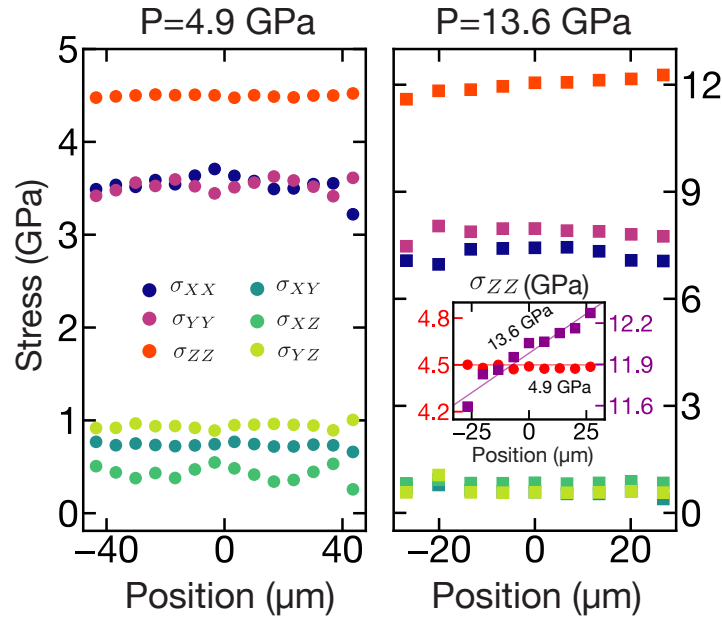 P=4.9 GPa
P=13.6 GPa
Stress (GPa)
5
4
3
2
1
0
σXX
σXY
σYY
σXZ
σZZ
σYZ
−40
0
40
Position (μm)
12
9
6
3
0
σZZ (GPa)
4.8
4.5
4.2
13.6 GPa
4.9 GPa
12.2
11.9
11.6
−25
0
25
Position (μm)
−20
0
20
Position (μm)